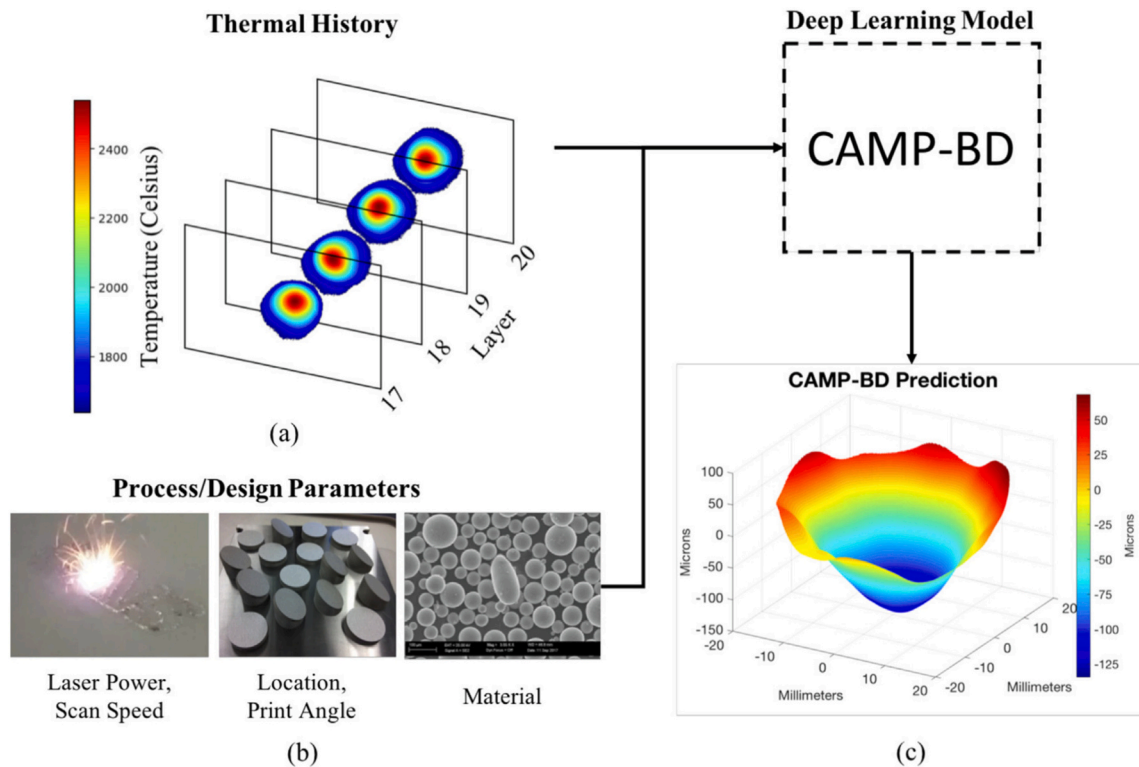 Thermal History
Temperature (Celsius)
2400
2200
2000
1800
17
18
19
20
Layer
(a)
Process/Design Parameters
Laser Power,
Scan Speed
Location,
Print Angle
Material
(b)
Deep Learning Model
CAMP-BD
CAMP-BD Prediction
Microns
100
50
0
-50
-100
-150
-20
-10
0
10
20
Millimeters
-20
-10
0
10
20
Millimeters
50
25
0
-25
-50
-75
-100
-125
Microns
(c)